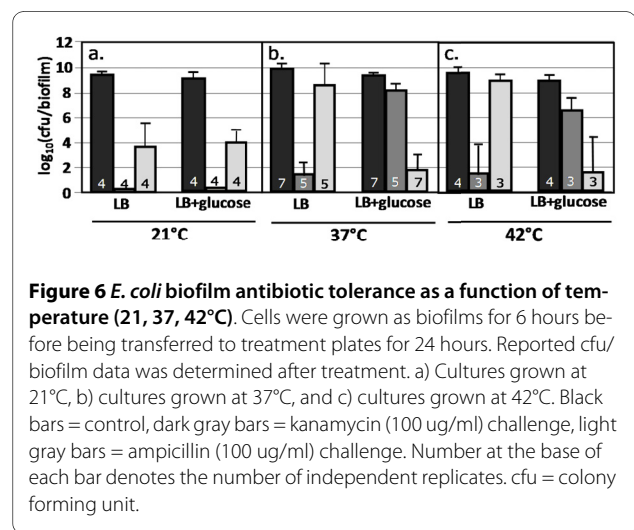 12
10
8
6
4
2
0
log10(cfu/biofilm)
a.
b.
c.
4 4 4 4 4 4 7 5 5 7 5 7 4 3 3 4 3 3
LB LB+glucose LB LB+glucose LB LB+glucose
21°C 37°C 42°C
Figure 6 E. coli biofilm antibiotic tolerance as a function of tem-
perature (21, 37, 42°C). Cells were grown as biofilms for 6 hours be-
fore being transferred to treatment plates for 24 hours. Reported cfu/
biofilm data was determined after treatment. a) Cultures grown at
21°C, b) cultures grown at 37°C, and c) cultures grown at 42°C. Black
bars = control, dark gray bars = kanamycin (100 ug/ml) challenge, light
gray bars = ampicillin (100 ug/ml) challenge. Number at the base of
each bar denotes the number of independent replicates. cfu = colony
forming unit.